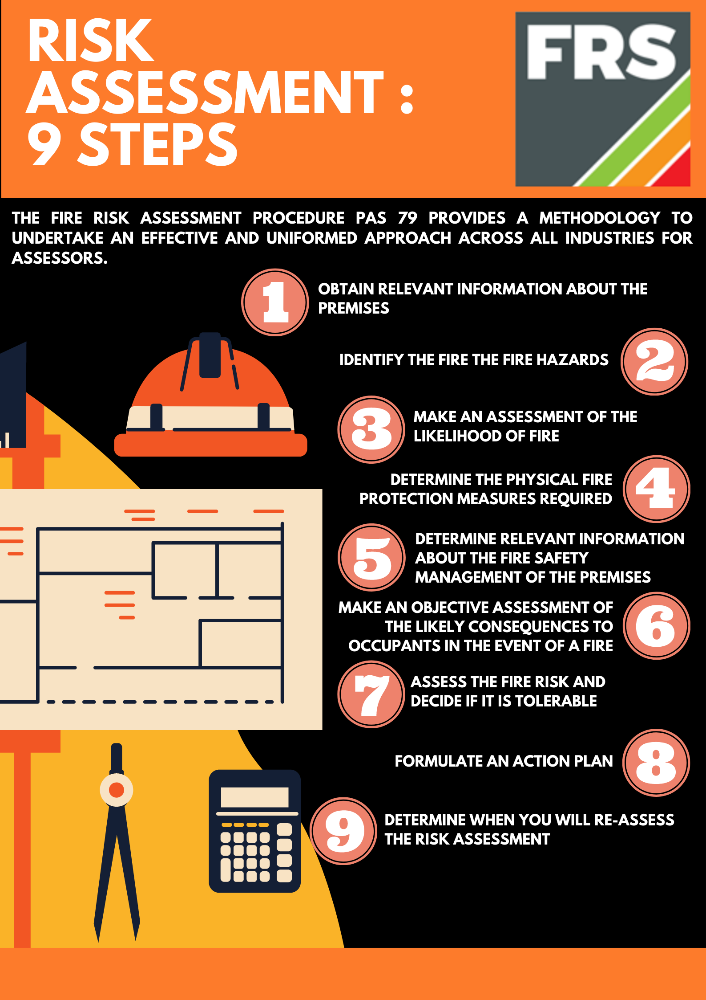 RISK
ASSESSMENT :
9 STEPS
FRS
THE FIRE RISK ASSESSMENT PROCEDURE PAS 79 PROVIDES A METHODOLOGY TO
UNDERTAKE AN EFFECTIVE AND UNIFORMED APPROACH ACROSS ALL INDUSTRIES FOR
ASSESSORS.
1
OBTAIN RELEVANT INFORMATION ABOUT THE
PREMISES
IDENTIFY THE FIRE THE FIRE HAZARDS
2
3
MAKE AN ASSESSMENT OF THE
LIKELIHOOD OF FIRE
DETERMINE THE PHYSICAL FIRE
PROTECTION MEASURES REQUIRED
4
5
DETERMINE RELEVANT INFORMATION
ABOUT THE FIRE SAFETY
MANAGEMENT OF THE PREMISES
MAKE AN OBJECTIVE ASSESSMENT OF
THE LIKELY CONSEQUENCES TO
OCCUPANTS IN THE EVENT OF A FIRE
6
7
ASSESS THE FIRE RISK AND
DECIDE IF IT IS TOLERABLE
FORMULATE AN ACTION PLAN
8
9
DETERMINE WHEN YOU WILL RE-ASSESS
THE RISK ASSESSMENT